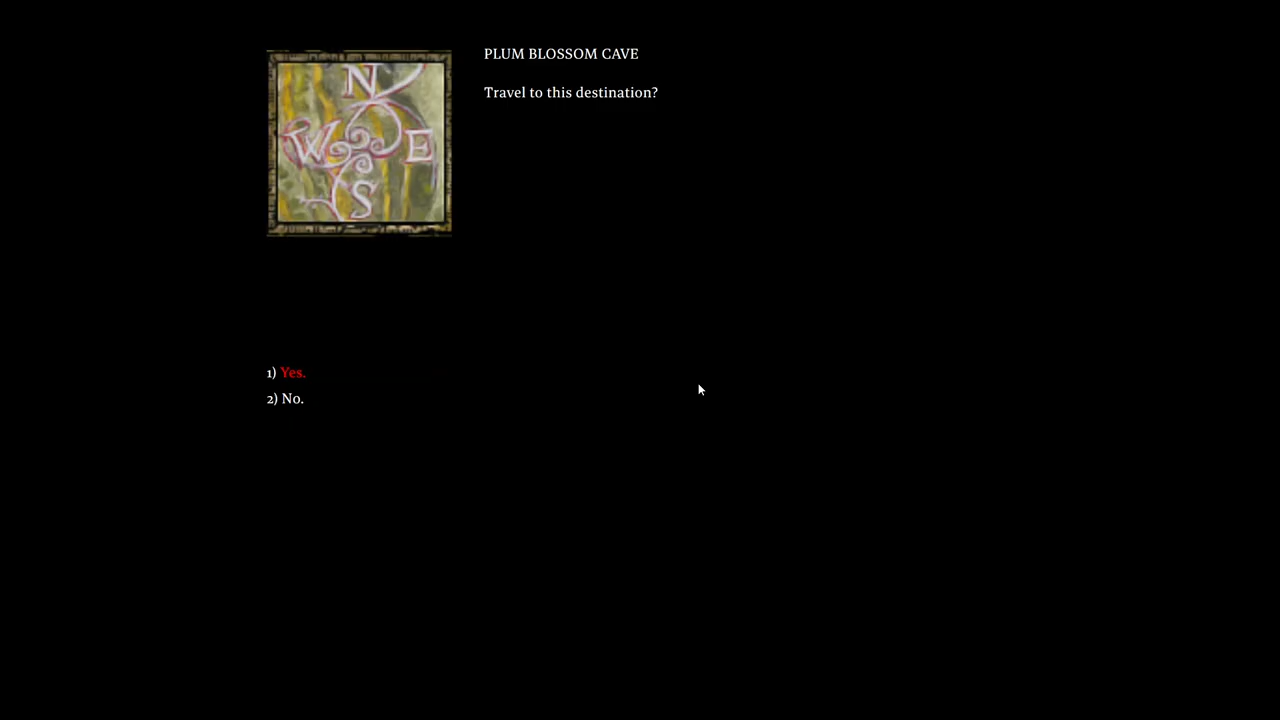 PLUM BLOSSOM CAVE
Travel to this destination?
N
W
E
S
1) Yes.
2) No.